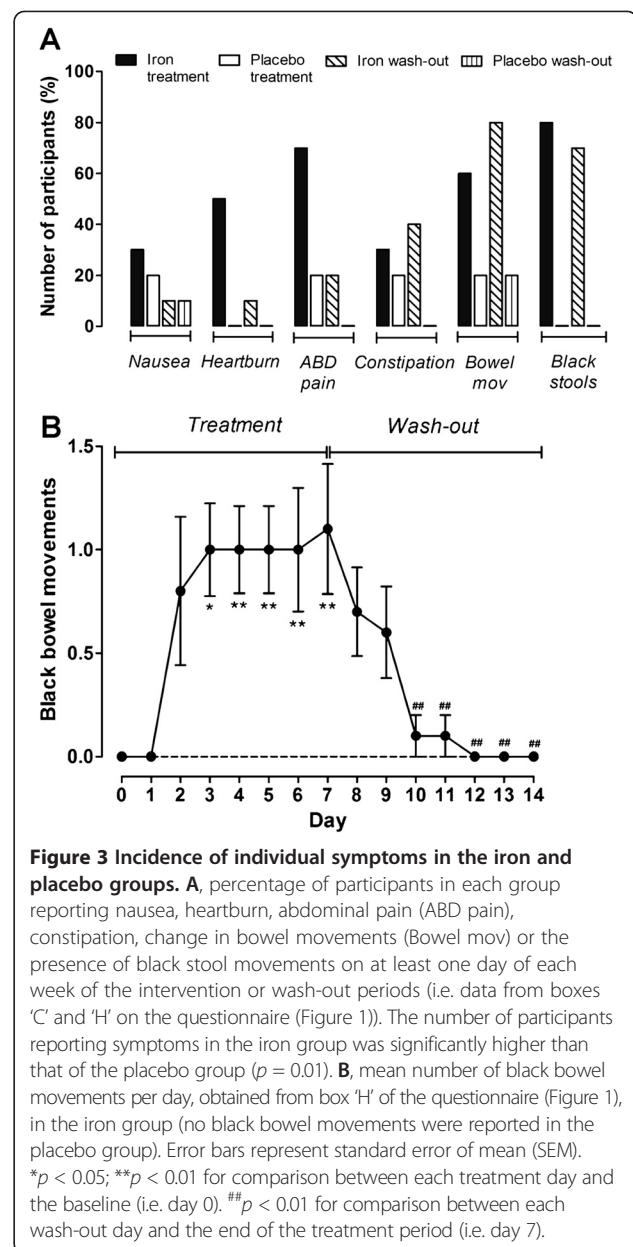 A
Iron treatment
Placebo treatment
Iron wash-out
Placebo wash-out
Number of participants (%)
100
80
60
40
20
0
Nausea
Heartburn
ABD pain
Constipation
Bowel mov
Black stools
B
Treatment
Wash-out
Black bowel movements
1.5
1.0
0.5
0.0
*
**
**
**
**
##
##
##
##
##
0 1 2 3 4 5 6 7 8 9 10 11 12 13 14
Day
Figure 3 Incidence of individual symptoms in the iron and
placebo groups. A, percentage of participants in each group
reporting nausea, heartburn, abdominal pain (ABD pain),
constipation, change in bowel movements (Bowel mov) or the
presence of black stool movements on at least one day of each
week of the intervention or wash-out periods (i.e. data from boxes
‘C’ and ‘H’ on the questionnaire (Figure 1)). The number of participants
reporting symptoms in the iron group was significantly higher than
that of the placebo group (p = 0.01). B, mean number of black bowel
movements per day, obtained from box ‘H’ of the questionnaire (Figure 1),
in the iron group (no black bowel movements were reported in the
placebo group). Error bars represent standard error of mean (SEM).
*p < 0.05; **p < 0.01 for comparison between each treatment day and
the baseline (i.e. day 0). ##p < 0.01 for comparison between each
wash-out day and the end of the treatment period (i.e. day 7).